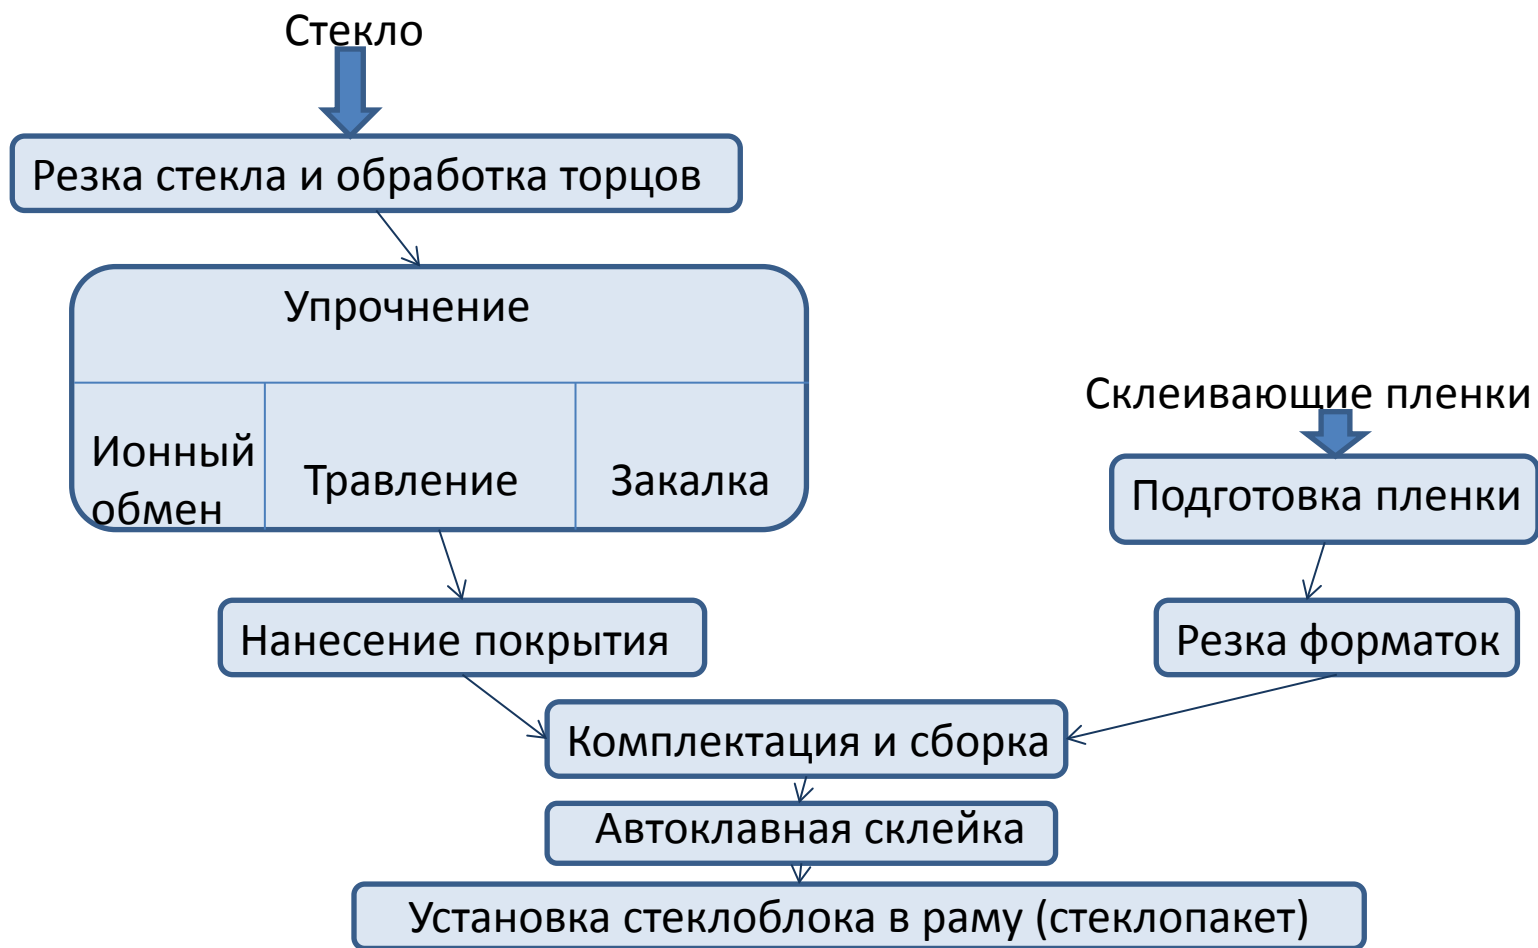 Стекло
Резка стекла и обработка торцов
Упрочнение
Ионный
обмен
Травление
Закалка
Склеивающие пленки
Подготовка пленки
Нанесение покрытия
Резка форматок
Комплектация и сборка
Автоклавная склейка
Установка стеклоблока в раму (стеклопакет)